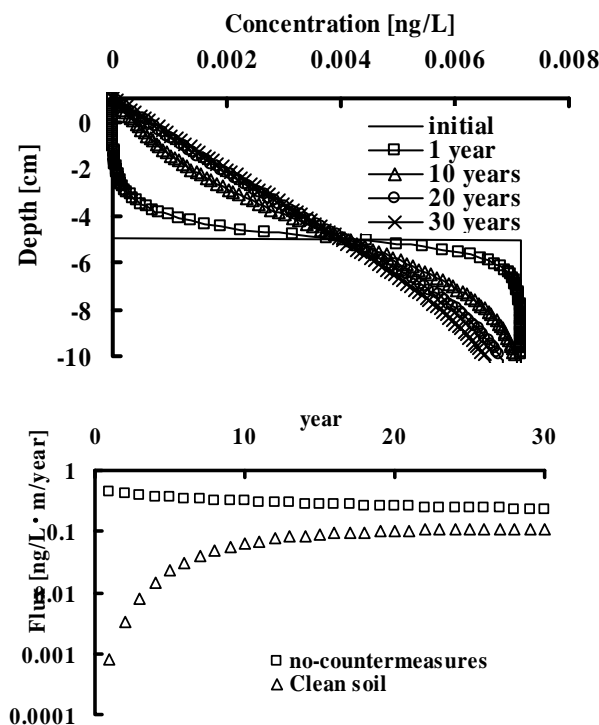 Concentration [ng/L]
0 0.002 0.004 0.006 0.008
0
-2
-4
-6
-8
-10
Depth [cm]
initial
1 year
10 years
20 years
30 years
year
0 10 20 30
1
0.1
0.01
0.001
0.0001
Flux [ng/L• m/year]
no-countermeasures
Clean soil